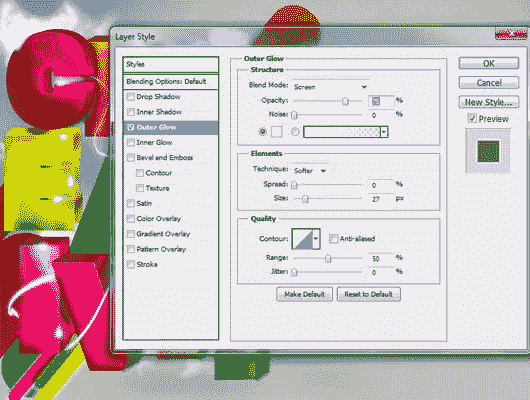 Layer Style
Styles
Blending Options: Default
Drop Shadow
Inner Shadow
Outer Glow
Inner Glow
Bevel and Emboss
Contour
Texture
Satin
Color Overlay
Gradient Overlay
Pattern Overlay
Stroke
Outer Glow
Structure
Blend Mode: Screen
Opacity: %
Noise: 0 %
Elements
Technique: Softer
Spread: 0 %
Size: 27 px
Quality
Contour: Anti-aliased
Range: 50 %
Jitter: 0 %
Make Default Reset to Default
OK
Cancel
New Style...
Preview